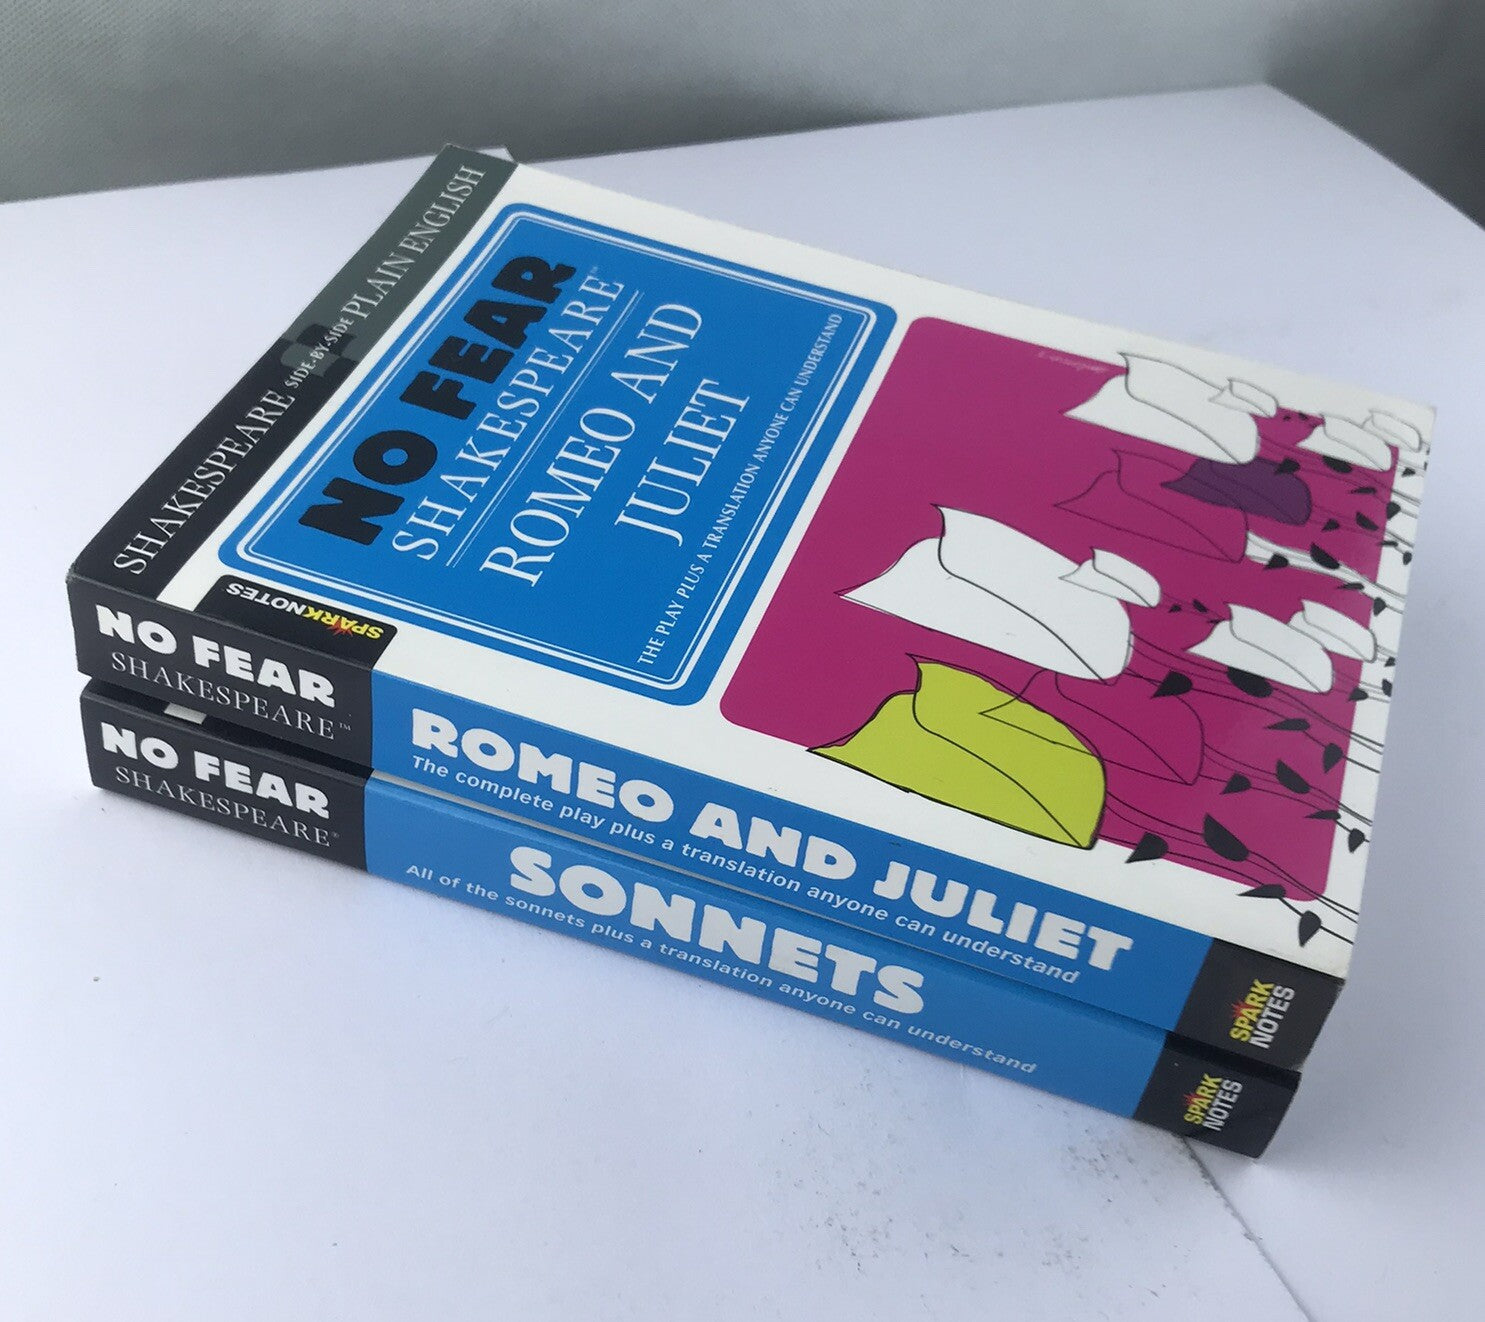 SHAKESPEARE SIDE-BY-SIDE PLAIN ENGLISH
NO FEAR
SHAKESPEARE™
ROMEO AND
JULIET
THE PLAY PLUS A TRANSLATION ANYONE CAN UNDERSTAND
SPARKNOTES
NO FEAR
SHAKESPEARE™
ROMEO AND JULIET
The complete play plus a translation anyone can understand
SPARK
NOTES
NO FEAR
SHAKESPEARE®
SONNETS
All of the sonnets plus a translation anyone can understand
SPARK
NOTES